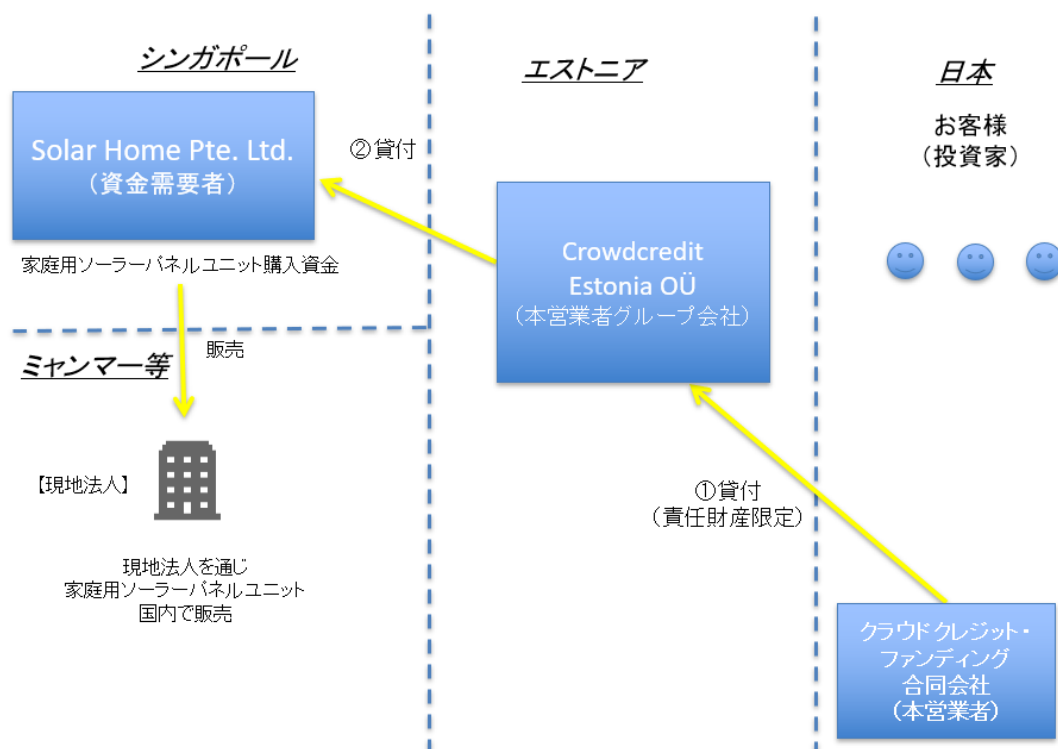 シンガポール
Solar Home Pte. Ltd.
（資金需要者）
家庭用ソーラーパネルユニット購入資金
②貸付
販売
ミャンマー等
【現地法人】
現地法人を通じ
家庭用ソーラーパネルユニット
国内で販売
エストニア
Crowdcredit
Estonia OÜ
（本営業者グループ会社）
①貸付
（責任財産限定）
日本
お客様
（投資家）
クラウドクレジット・
ファンディング
合同会社
（本営業者）